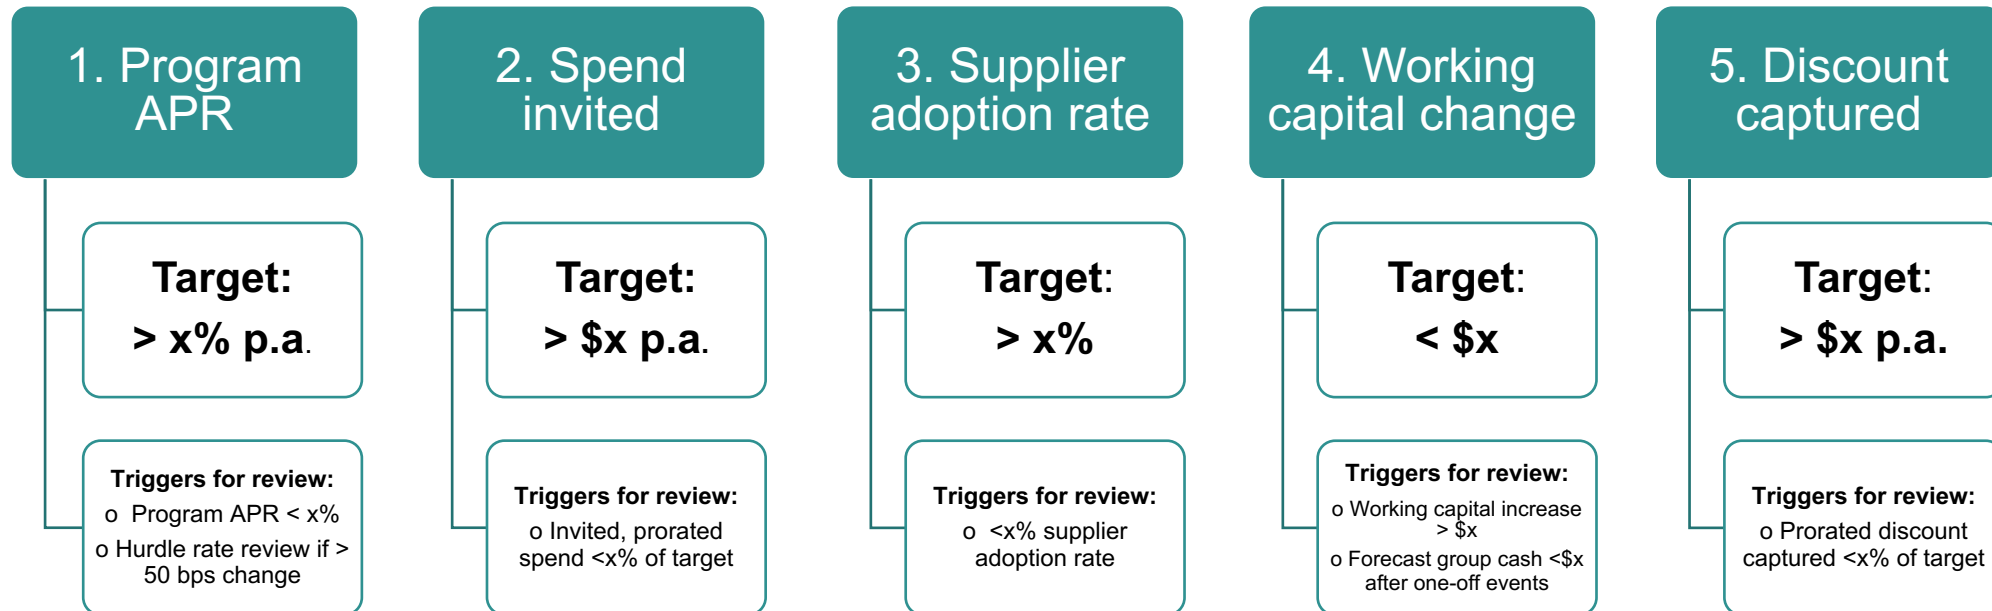 1. Program
APR
Target:
> x% p.a.
Triggers for review:
o Program APR < x%
o Hurdle rate review if >
50 bps change
2. Spend
invited
Target:
> $x p.a.
Triggers for review:
o Invited, prorated
spend <x% of target
3. Supplier
adoption rate
Target:
> x%
Triggers for review:
o <x% supplier
adoption rate
4. Working
capital change
Target:
< $x
Triggers for review:
o Working capital increase
> $x
o Forecast group cash <$x
after one-off events
5. Discount
captured
Target:
> $x p.a.
Triggers for review:
o Prorated discount
captured <x% of target